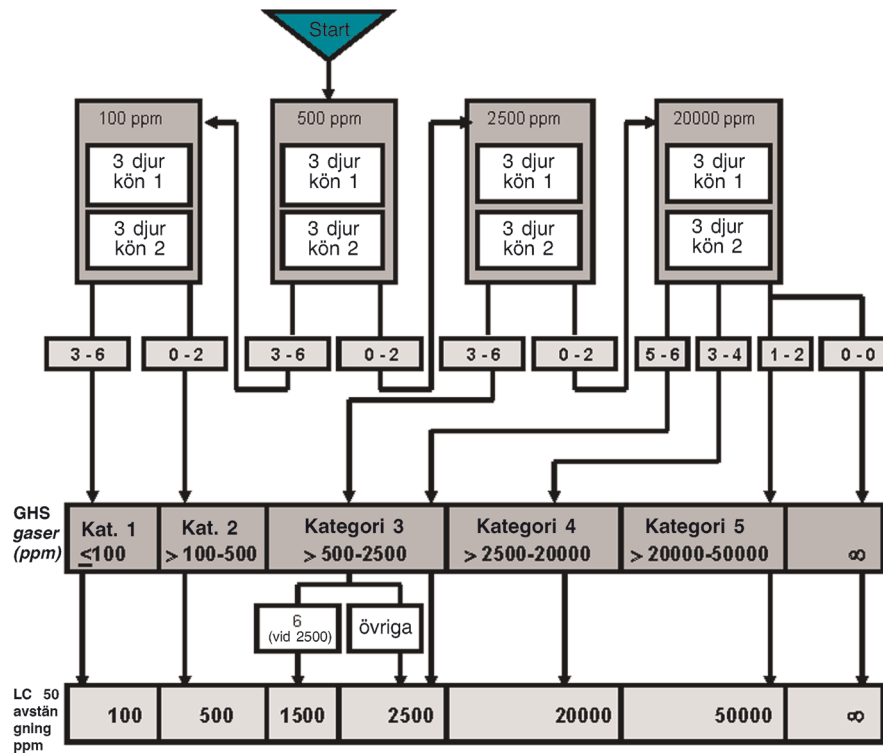 Start
100 ppm
500 ppm
2500 ppm
20000 ppm
3 djur
kön 1
3 djur
kön 1
3 djur
kön 1
3 djur
kön 1
3 djur
kön 2
3 djur
kön 2
3 djur
kön 2
3 djur
kön 2
3 - 6
0 - 2
3 - 6
0 - 2
3 - 6
0 - 2
5 - 6
3 - 4
1 - 2
0 - 0
GHS
gaser
(ppm)
Kat. 1
≤100
Kat. 2
> 100-500
Kategori 3
> 500-2500
Kategori 4
> 2500-20000
Kategori 5
> 20000-50000
∞
6
(vid 2500)
övriga
LC 50
avstän
gning
ppm
100
500
1500
2500
20000
50000
∞